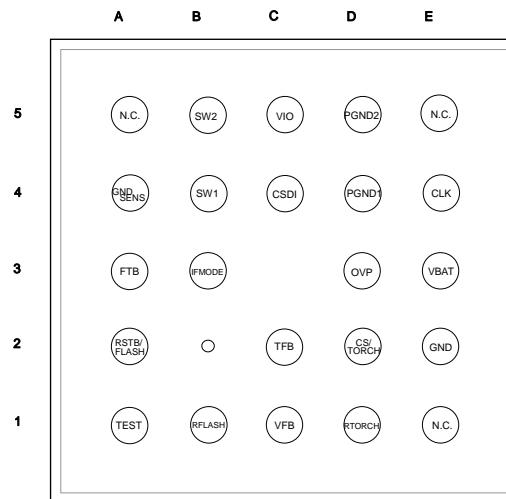 A B C D E
5 N.C. SW2 VIO PGND2 N.C.
4 GND SENS SW1 CSDI PGND1 CLK
3 FTB IFMODE OVP VBAT
2 RSTB/ FLASH TFB CS/ TORCH GND
1 TEST RFLASH VFB RTORCH N.C.